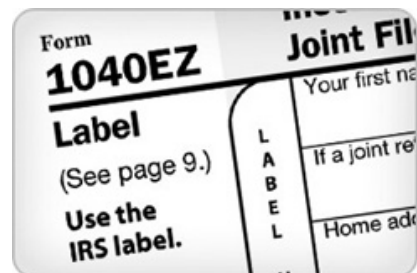 Form
1040EZ
Joint Fil
Label
(See page 9.)
Use the
IRS label.
L
A
B
E
L
Your first na
If a joint re
Home add